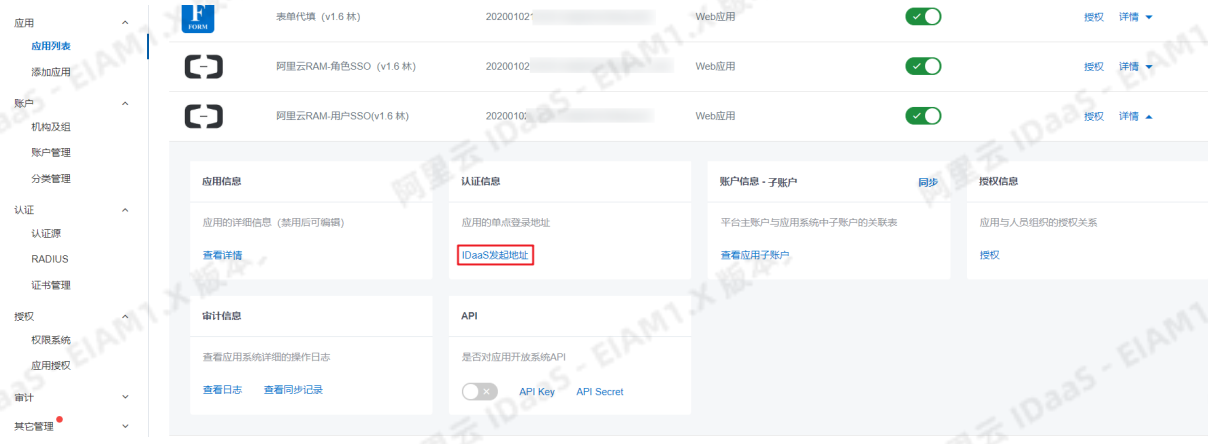 应用
应用列表
添加应用
账户
机构及组
账户管理
分类管理
认证
认证源
RADIUS
证书管理
授权
权限系统
应用授权
审计
其它管理
F
FORM
表单代填（v1.6 林）
20200102
Web应用
授权 详情
阿里云RAM-角色SSO（v1.6 林）
20200102
Web应用
授权 详情
阿里云RAM-用户SSO(v1.6 林)
2020010
Web应用
授权 详情
应用信息
应用的详细信息（禁用后可编辑）
查看详情
认证信息
应用的单点登录地址
IDaaS发起地址
账户信息 - 子账户 同步
平台主账户与应用系统中子账户的关联表
查看应用子账户
授权信息
应用与人员组织的授权关系
授权
审计信息
查看应用系统详细的操作日志
查看日志 查看同步记录
API
是否对应用开放系统API
API Key API Secret
阿里云 IDaaS - EIAM1.X 版本